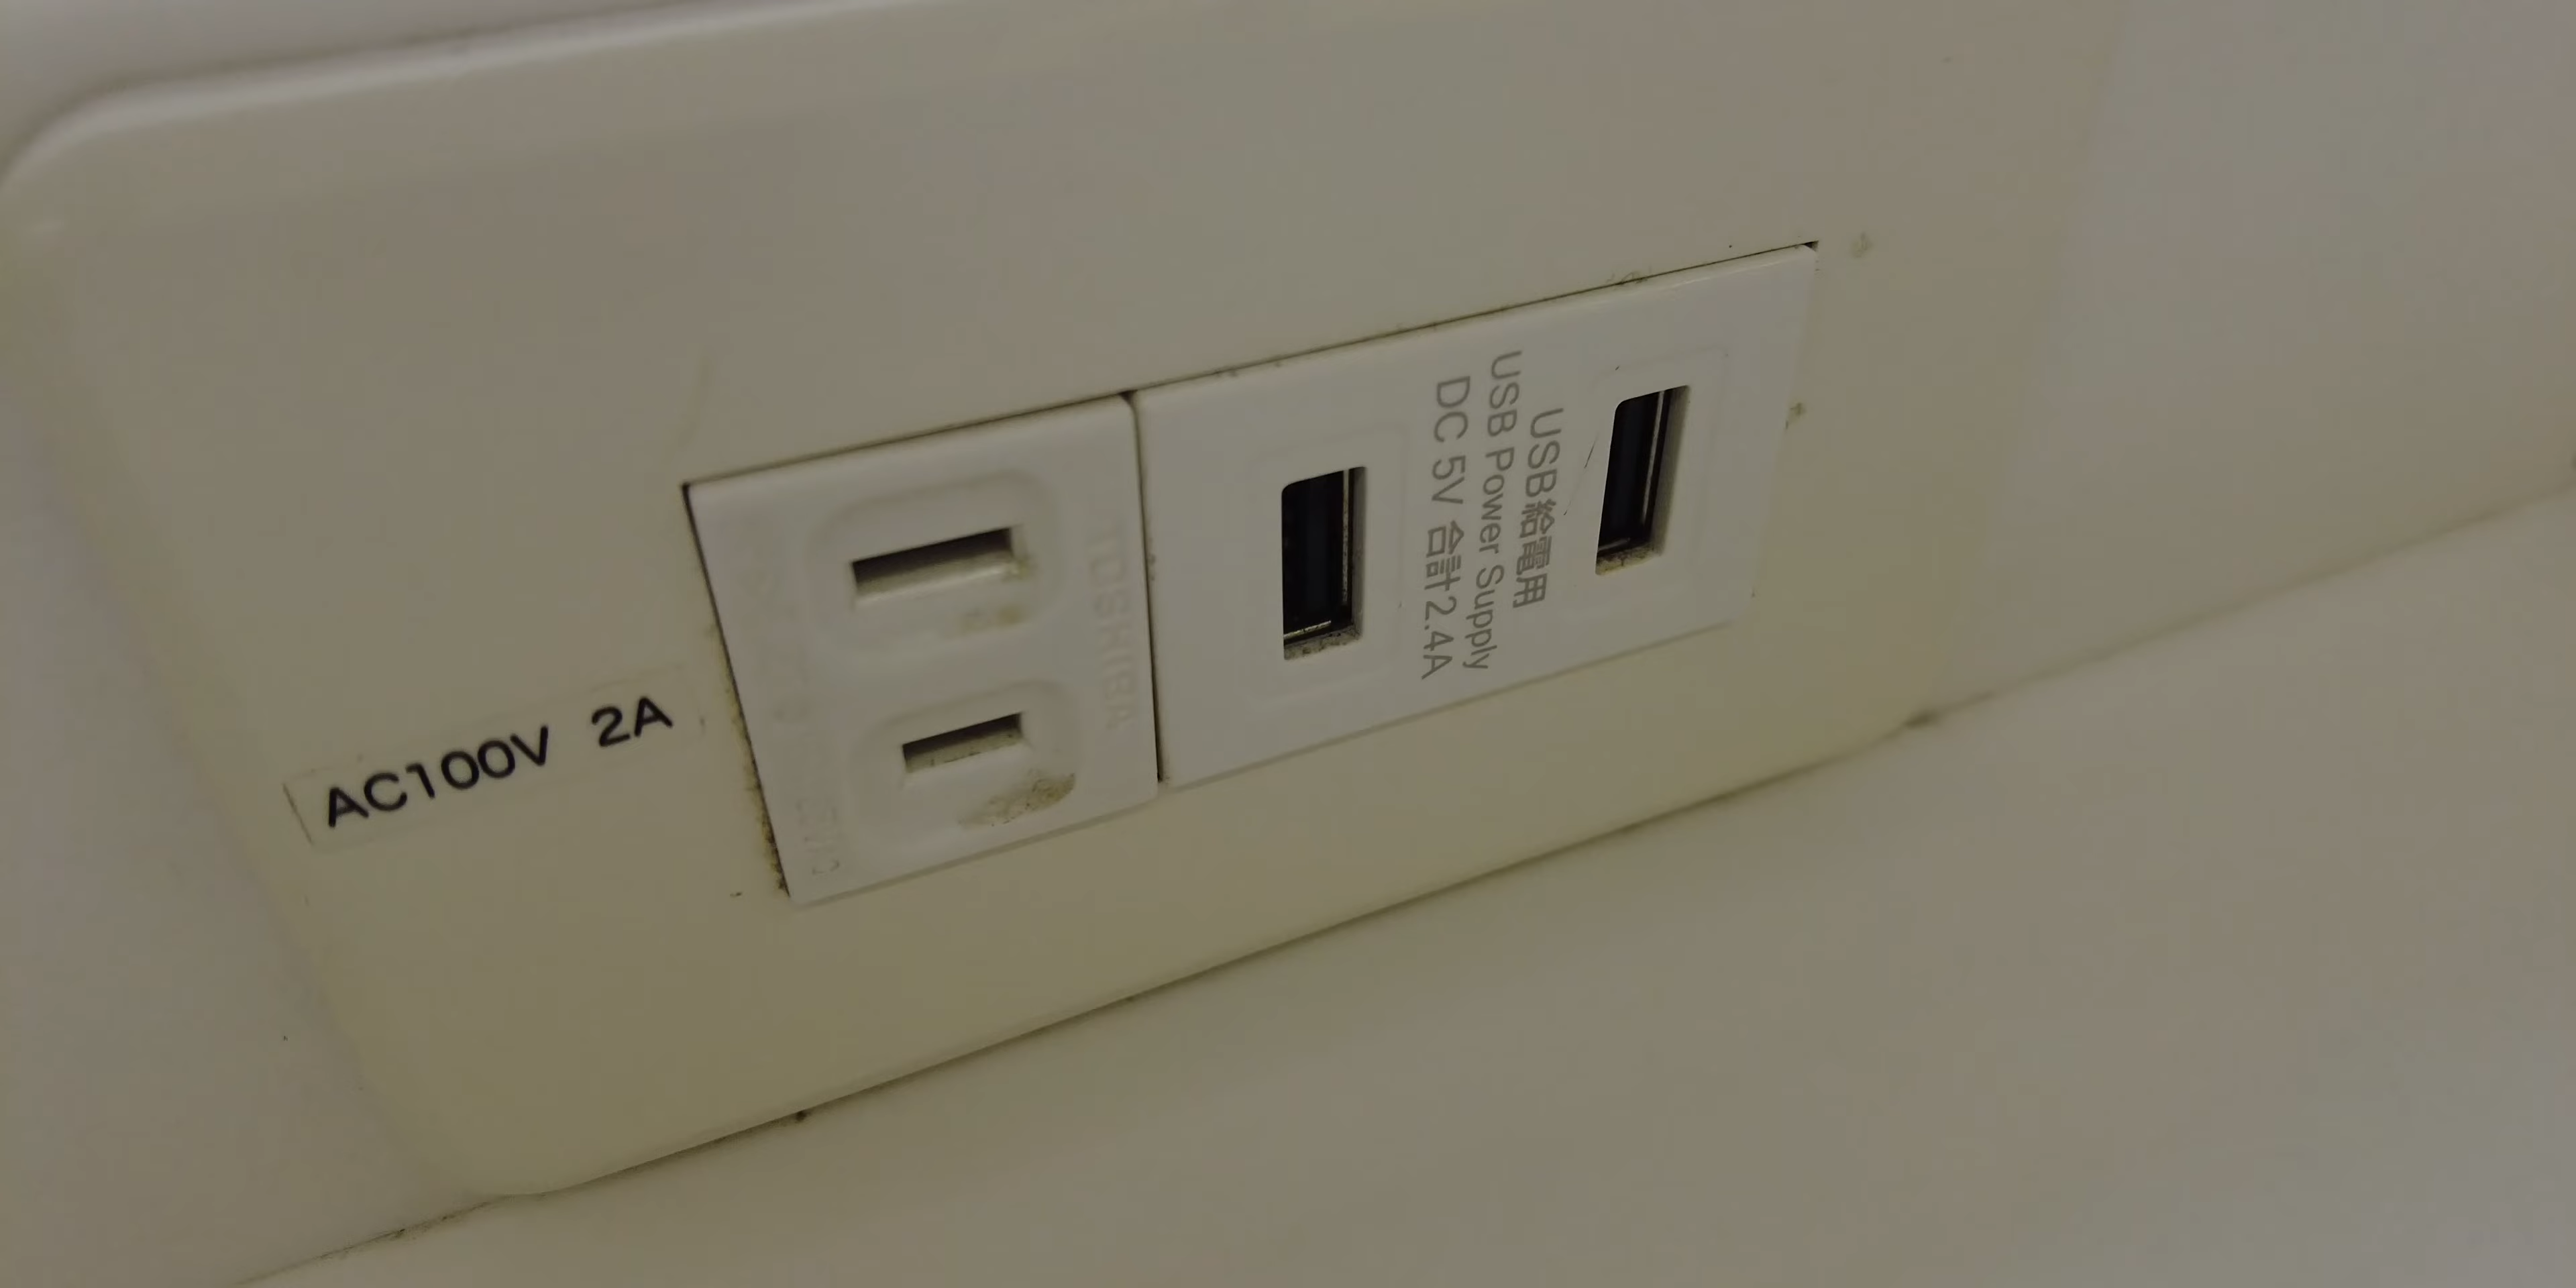 AC100V 2A
USB給電用
USB Power Supply
DC 5V 合計2.4A